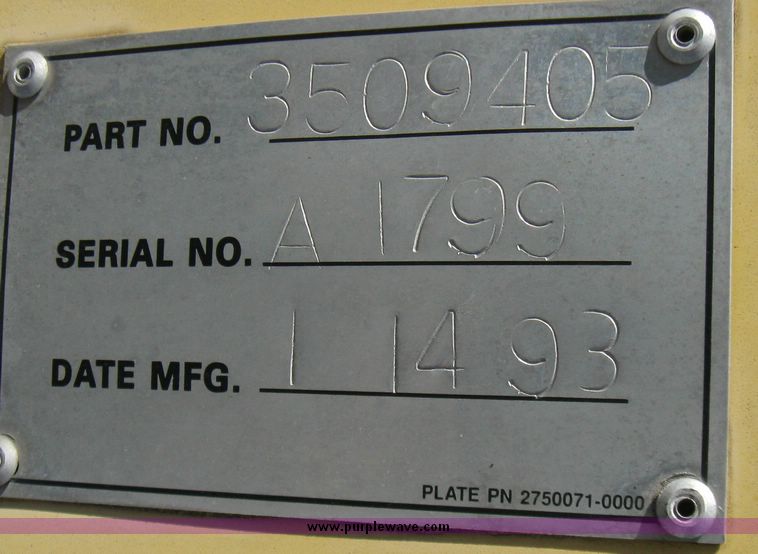 PART NO. 3509405
SERIAL NO. A 1799
DATE MFG. 1 14 93
PLATE PN 2750071-0000
www.purplewave.com